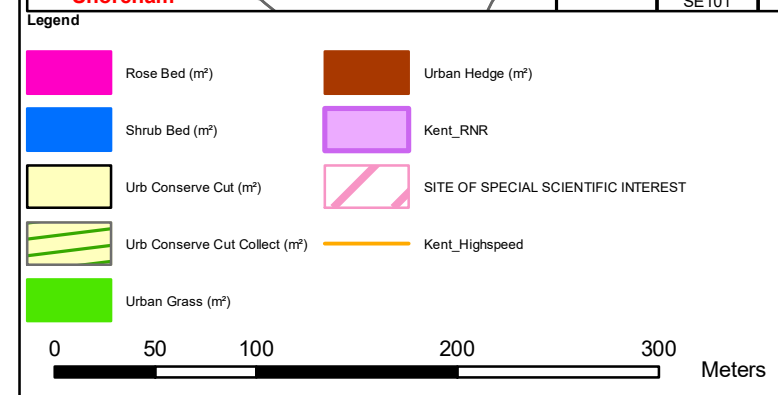 Legend
Rose Bed (m²)
Shrub Bed (m²)
Urb Conserve Cut (m²)
Urb Conserve Cut Collect (m²)
Urban Grass (m²)
Urban Hedge (m²)
Kent_RNR
SITE OF SPECIAL SCIENTIFIC INTEREST
Kent_Highspeed
0 50 100 200 300 Meters